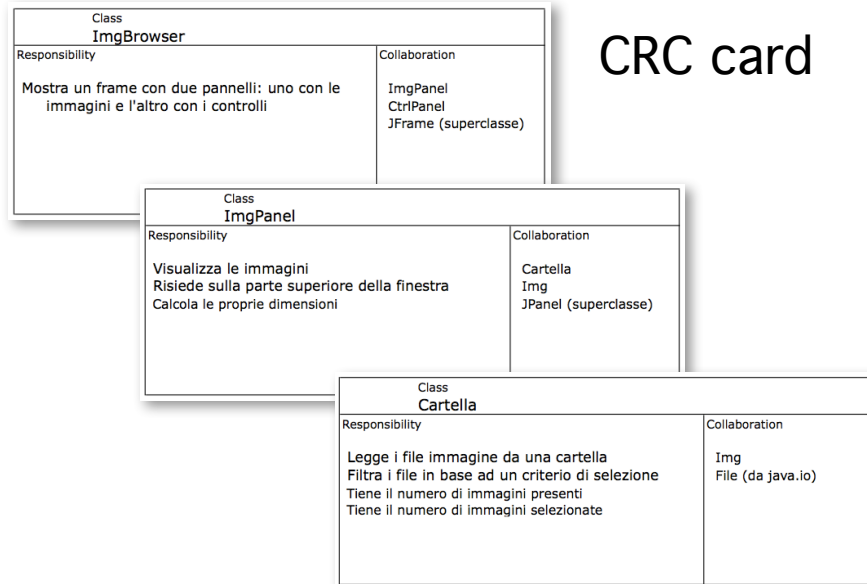 CRC card
Class
ImgBrowser
Responsibility
Collaboration
Mostra un frame con due pannelli: uno con le
immagini e l'altro con i controlli
ImgPanel
CtrlPanel
JFrame (superclasse)
Class
ImgPanel
Responsibility
Collaboration
Visualizza le immagini
Risiede sulla parte superiore della finestra
Calcola le proprie dimensioni
Cartella
Img
JPanel (superclasse)
Class
Cartella
Responsibility
Collaboration
Legge i file immagine da una cartella
Filtra i file in base ad un criterio di selezione
Tiene il numero di immagini presenti
Tiene il numero di immagini selezionate
Img
File (da java.io)